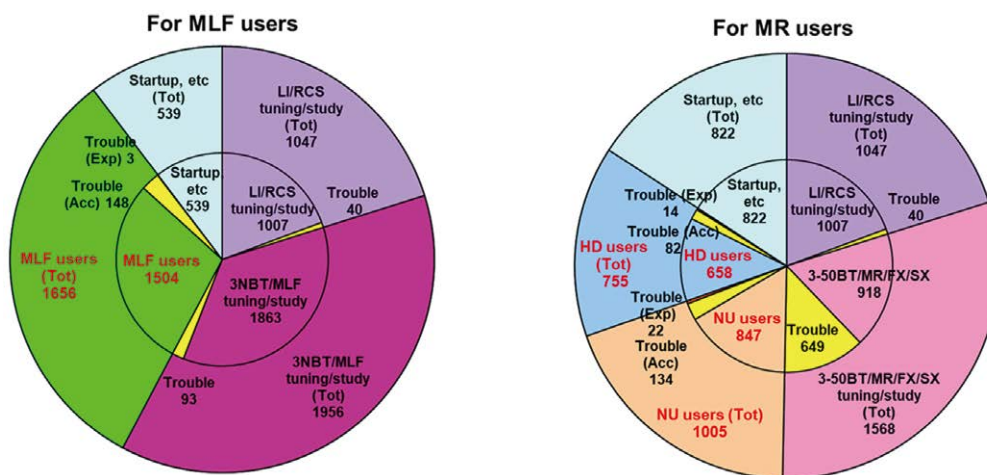 For MLF users
Startup, etc
(Tot)
539
LI/RCS
tuning/study
(Tot)
1047
Trouble
(Exp) 3
Trouble
(Acc) 148
Startup,
etc
539
LI/RCS
tuning/study
1007
Trouble
40
MLF users
(Tot)
1656
MLF users
1504
3NBT/MLF
tuning/study
1863
Trouble
93
3NBT/MLF
tuning/study
(Tot)
1956
For MR users
Startup, etc
(Tot)
822
LI/RCS
tuning/study
(Tot)
1047
Startup,
etc
822
LI/RCS
tuning/study
1007
Trouble
40
Trouble (Exp)
14
Trouble (Acc)
82
HD users
(Tot)
755
HD users
658
3-50BT/MR/FX/SX
918
Trouble
(Exp)
22
Trouble
(Acc)
134
NU users
847
Trouble
649
NU users (Tot)
1005
3-50BT/MR/FX/SX
tuning/study
(Tot)
1568